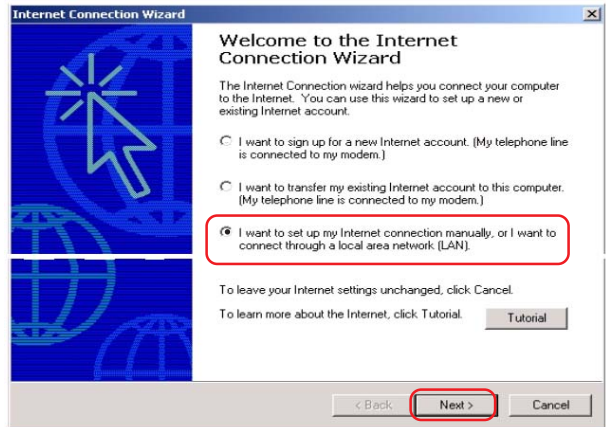 Internet Connection Wizard
Welcome to the Internet
Connection Wizard
The Internet Connection wizard helps you connect your computer
to the Internet. You can use this wizard to set up a new or
existing Internet account.
I want to sign up for a new Internet account. (My telephone line
is connected to my modem.)
I want to transfer my existing Internet account to this computer.
(My telephone line is connected to my modem.)
I want to set up my Internet connection manually, or I want to
connect through a local area network (LAN).
To leave your Internet settings unchanged, click Cancel.
To learn more about the Internet, click Tutorial.
Tutorial
< Back
Next >
Cancel